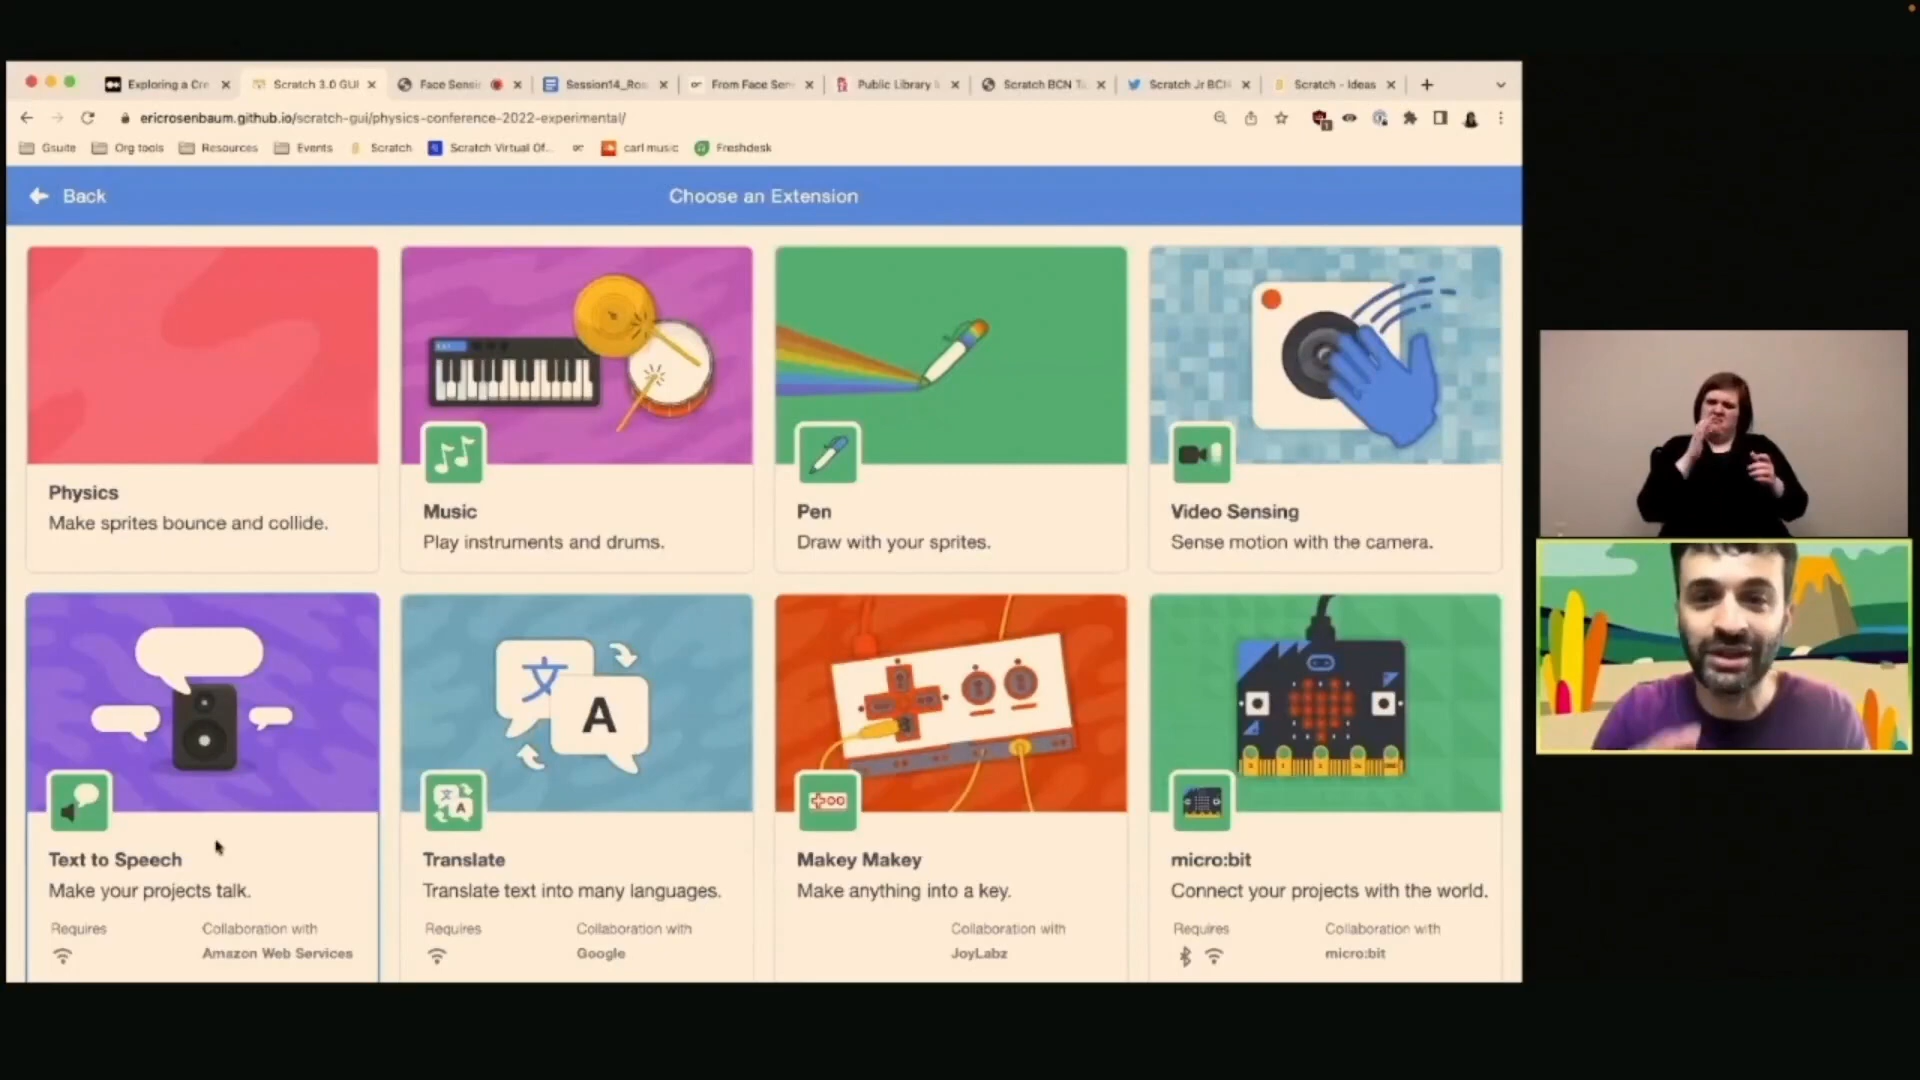 Exploring a Cre
Scratch 3.0 GUI
Face Sensin
Session14_Ros
From Face Sen
Public Library
Scratch BCN
Scratch Jr BCN
Scratch - Ideas
ericrosenbaum.github.io/scratch-gui/physics-conference-2022-experimental/
Gsuite
Org tools
Resources
Events
Scratch
Scratch Virtual Of...
carl music
Freshdesk
Back
Choose an Extension
Physics
Make sprites bounce and collide.
Music
Play instruments and drums.
Pen
Draw with your sprites.
Video Sensing
Sense motion with the camera.
文
A
Text to Speech
Make your projects talk.
Requires
Collaboration with
Amazon Web Services
Translate
Translate text into many languages.
Requires
Collaboration with
Google
Makey Makey
Make anything into a key.
Collaboration with
JoyLabz
micro:bit
Connect your projects with the world.
Requires
Collaboration with
micro:bit